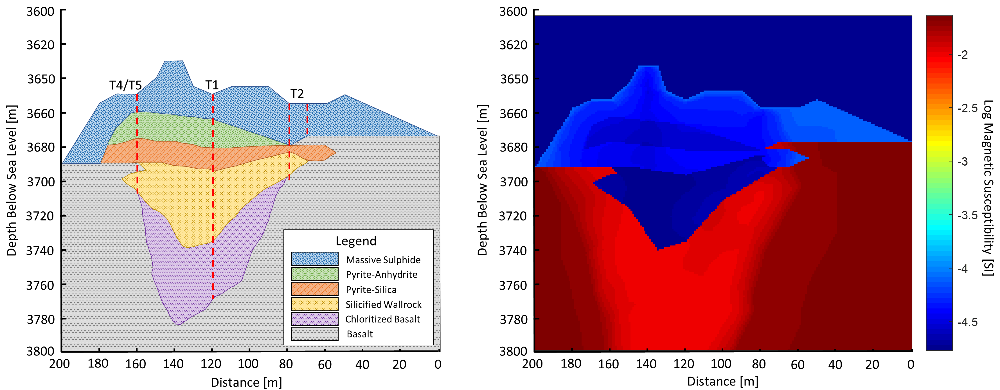 3600
3620
3650
3660
3680
3700
3720
3740
3760
3780
3800
Depth Below Sea Level [m]
T4/T5
T1
T2
Legend
Massive Sulphide
Pyrite-Anhydrite
Pyrite-Silica
Silicified Wallrock
Chloritized Basalt
Basalt
200 180 160 140 120 100 80 60 40 20 0
Distance [m]
3600
3620
3650
3660
3680
3700
3720
3740
3760
3780
3800
Depth Below Sea Level [m]
200 180 160 140 120 100 80 60 40 20 0
Distance [m]
-2
-2.5
-3
-3.5
-4
-4.5
Log Magnetic Susceptibility [SI]